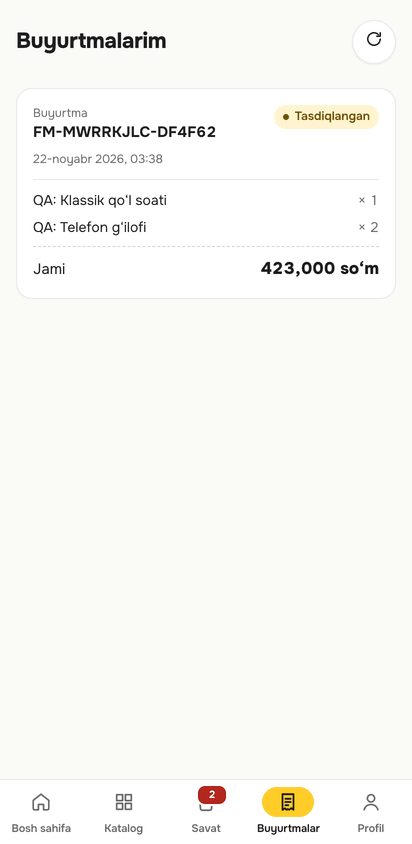 Buyurtmalarim
Buyurtma
Tasdiqlangan
FM-MWRRKJLC-DF4F62
22-noyabr 2026, 03:38
QA: Klassik qo‘l soati × 1
QA: Telefon g‘ilofi × 2
Jami 423,000 so‘m
2
Bosh sahifa Katalog Savat Buyurtmalar Profil